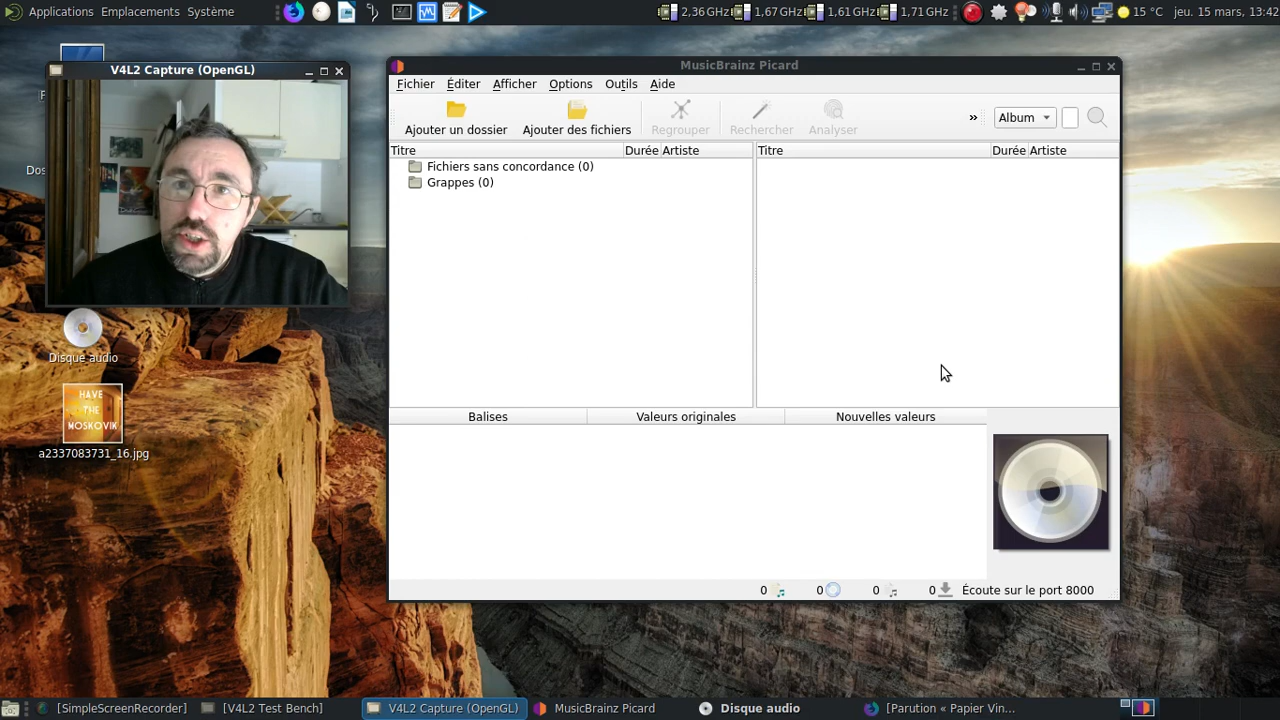 Applications Emplacements Système
2,36 GHz 1,67 GHz 1,61 GHz 1,71 GHz 15 °C jeu. 15 mars, 13:42
V4L2 Capture (OpenGL)
Dos
Disque audio
HAVE
THE
MOSKOVIK
a2337083731_16.jpg
MusicBrainz Picard
Fichier Éditer Afficher Options Outils Aide
Ajouter un dossier Ajouter des fichiers Regrouper Rechercher Analyser » Album
Titre Durée Artiste Titre Durée Artiste
Fichiers sans concordance (0)
Grappes (0)
Balises Valeurs originales Nouvelles valeurs
0 0 0 0 Écoute sur le port 8000
[SimpleScreenRecorder] [V4L2 Test Bench] V4L2 Capture (OpenGL) MusicBrainz Picard Disque audio [Parution « Papier Vin...